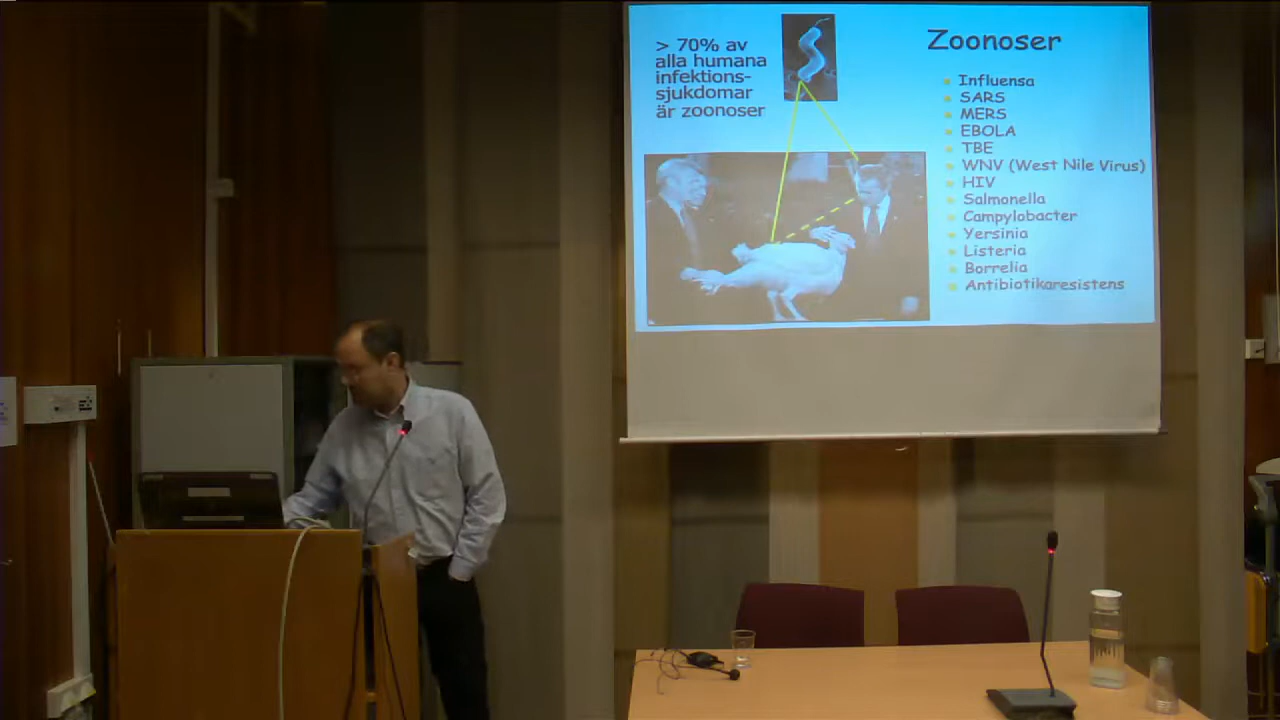 > 70% av
alla humana
infektions-
sjukdomar
är zoonoser
Zoonoser
Influensa
SARS
MERS
EBOLA
TBE
WNV (West Nile Virus)
HIV
Salmonella
Campylobacter
Yersinia
Listeria
Borrelia
Antibiotikaresistens